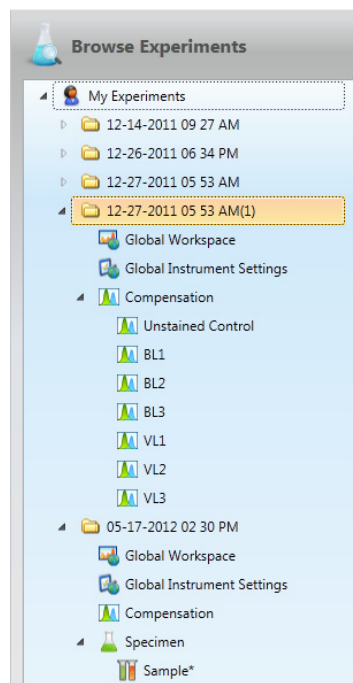 Browse Experiments
My Experiments
12-14-2011 09 27 AM
12-26-2011 06 34 PM
12-27-2011 05 53 AM
12-27-2011 05 53 AM(1)
Global Workspace
Global Instrument Settings
Compensation
Unstained Control
BL1
BL2
BL3
VL1
VL2
VL3
05-17-2012 02 30 PM
Global Workspace
Global Instrument Settings
Compensation
Specimen
Sample*